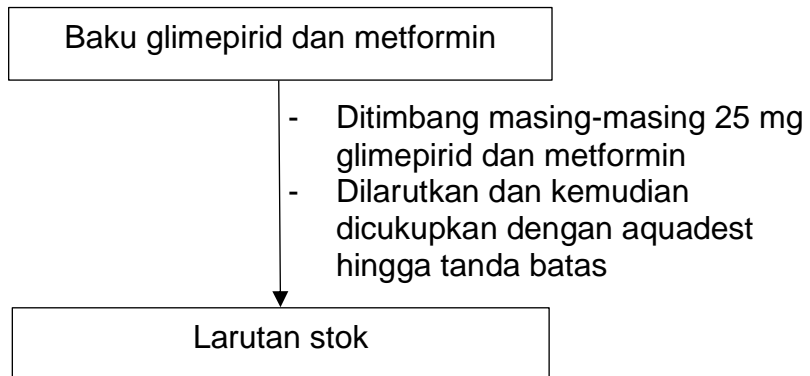 Baku glimepirid dan metformin
- Ditimbang masing-masing 25 mg
glimepirid dan metformin
- Dilarutkan dan kemudian
dicukupkan dengan aquadest
hingga tanda batas
Larutan stok